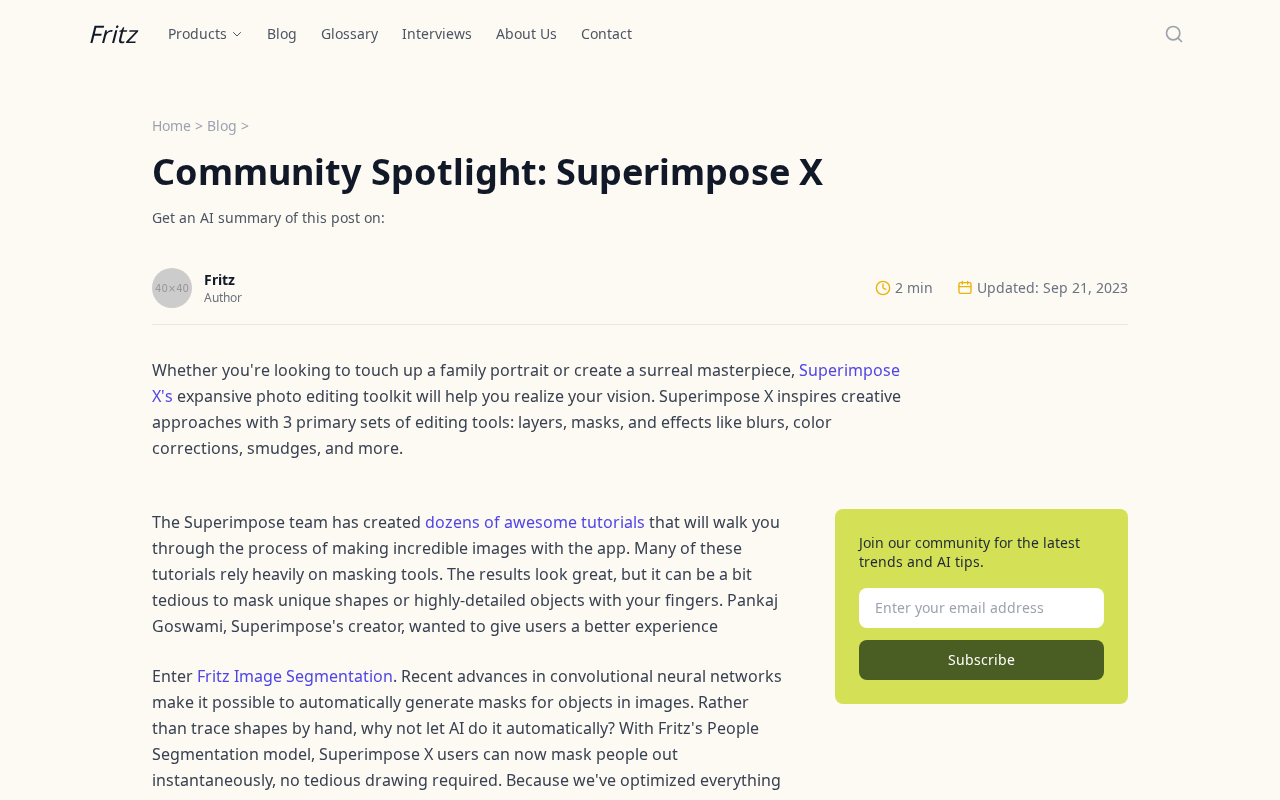 Fritz
Products
Blog
Glossary
Interviews
About Us
Contact
Home > Blog >
Community Spotlight: Superimpose X
Get an AI summary of this post on:
40×40
Fritz
Author
2 min
Updated: Sep 21, 2023
Whether you're looking to touch up a family portrait or create a surreal masterpiece, Superimpose
X's expansive photo editing toolkit will help you realize your vision. Superimpose X inspires creative
approaches with 3 primary sets of editing tools: layers, masks, and effects like blurs, color
corrections, smudges, and more.
The Superimpose team has created dozens of awesome tutorials that will walk you
through the process of making incredible images with the app. Many of these
tutorials rely heavily on masking tools. The results look great, but it can be a bit
tedious to mask unique shapes or highly-detailed objects with your fingers. Pankaj
Goswami, Superimpose's creator, wanted to give users a better experience
Enter Fritz Image Segmentation. Recent advances in convolutional neural networks
make it possible to automatically generate masks for objects in images. Rather
than trace shapes by hand, why not let AI do it automatically? With Fritz's People
Segmentation model, Superimpose X users can now mask people out
instantaneously, no tedious drawing required. Because we've optimized everything
Join our community for the latest
trends and AI tips.
Enter your email address
Subscribe